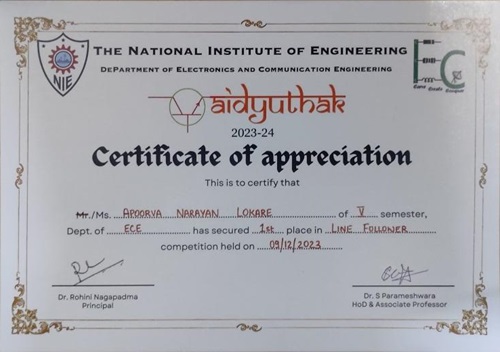 THE NATIONAL INSTITUTE OF ENGINEERING
DEPARTMENT OF ELECTRONICS AND COMMUNICATION ENGINEERING
NIE
EC
Vaidyuthak
2023-24
Certificate of appreciation
This is to certify that
Mr./Ms. APOORVA NARAYAN LOKARE of V semester,
Dept. of ECE has secured 1st place in LINE FOLLOWER
competition held on 09/12/2023
Dr. Rohini Nagapadma
Principal
Dr. S Parameshwara
HoD & Associate Professor